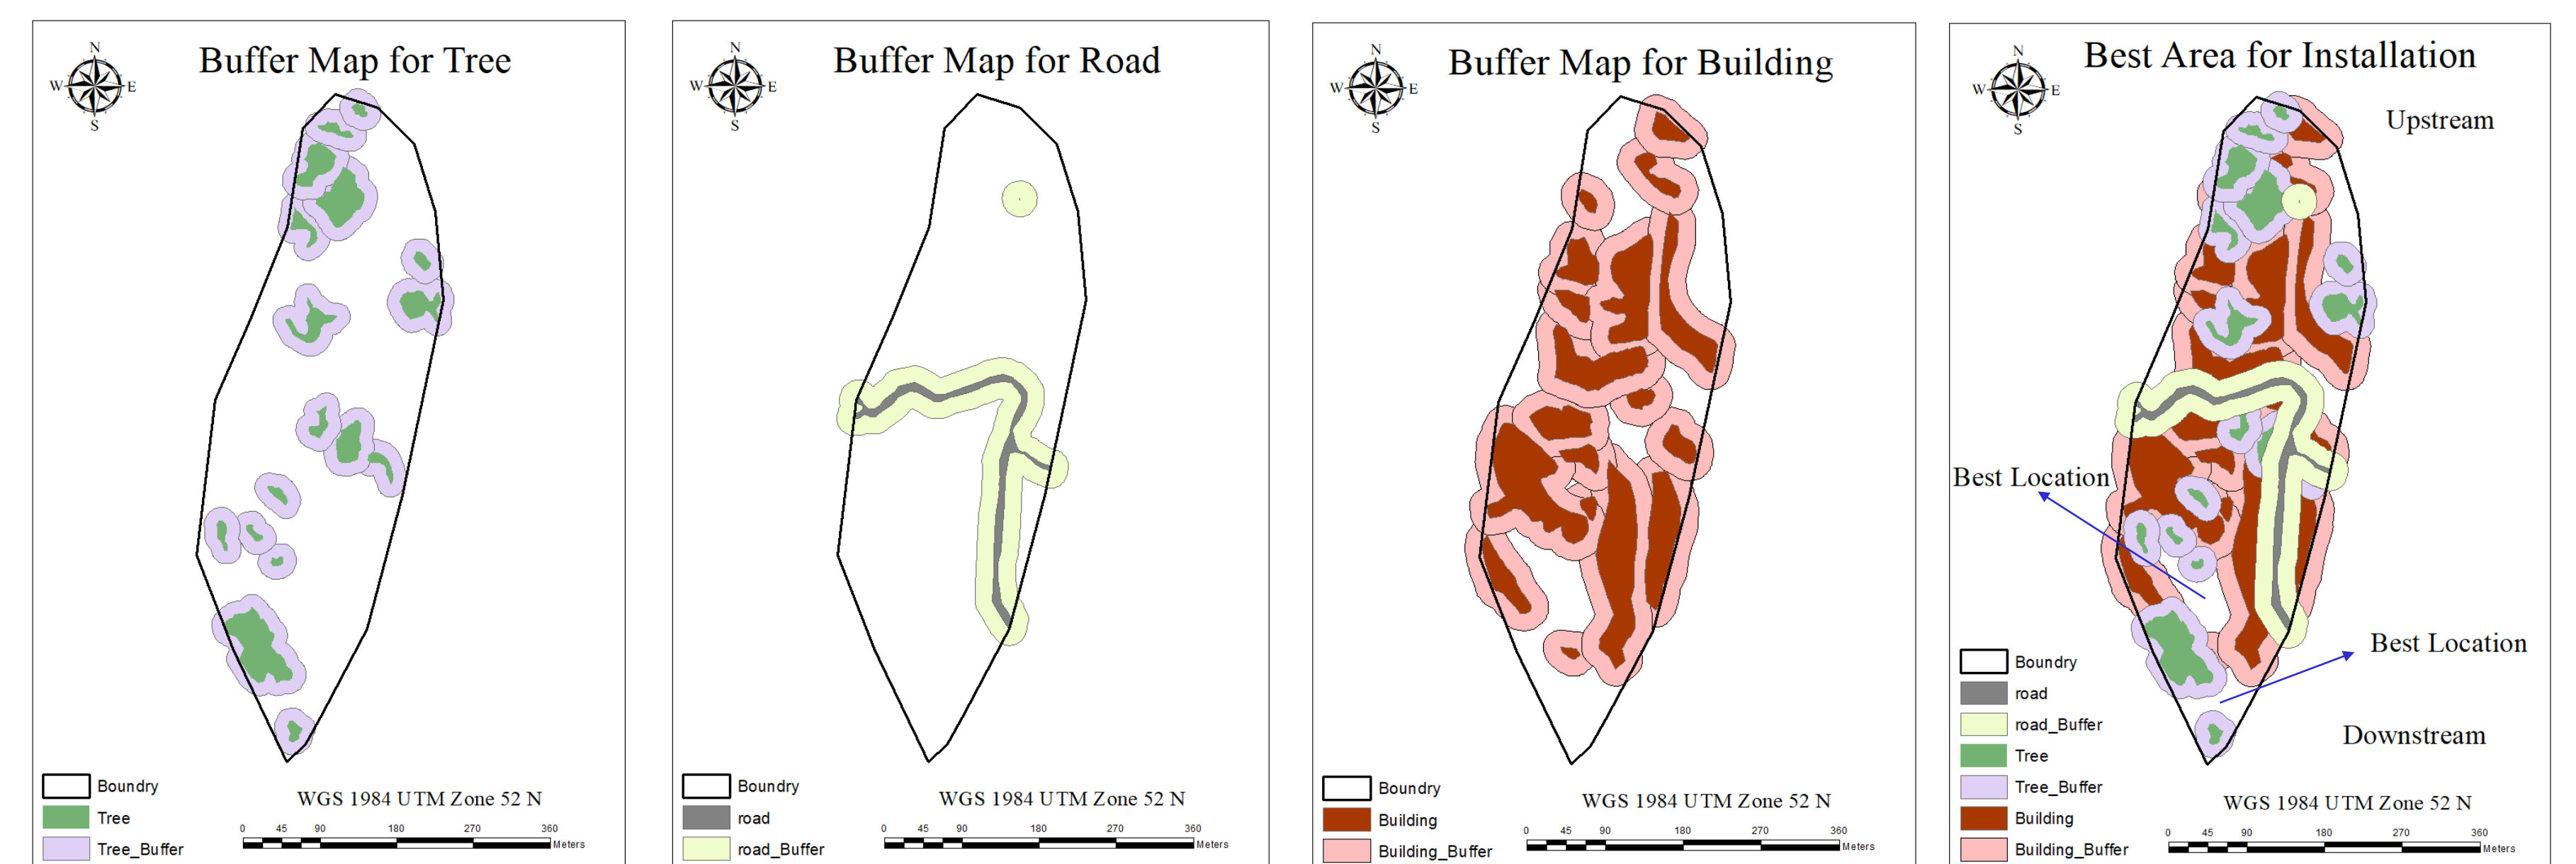 Buffer Map for Tree
N
W E
S
Boundry
Tree
Tree_Buffer
WGS 1984 UTM Zone 52 N
0 45 90 180 270 360
Meters
Buffer Map for Road
N
W E
S
Boundry
road
road_Buffer
WGS 1984 UTM Zone 52 N
0 45 90 180 270 360
Meters
Buffer Map for Building
N
W E
S
Boundry
Building
Building_Buffer
WGS 1984 UTM Zone 52 N
0 45 90 180 270 360
Meters
Best Area for Installation
N
W E
S
Upstream
Best Location
Best Location
Downstream
Boundry
road
road_Buffer
Tree
Tree_Buffer
Building
Building_Buffer
WGS 1984 UTM Zone 52 N
0 45 90 180 270 360
Meters